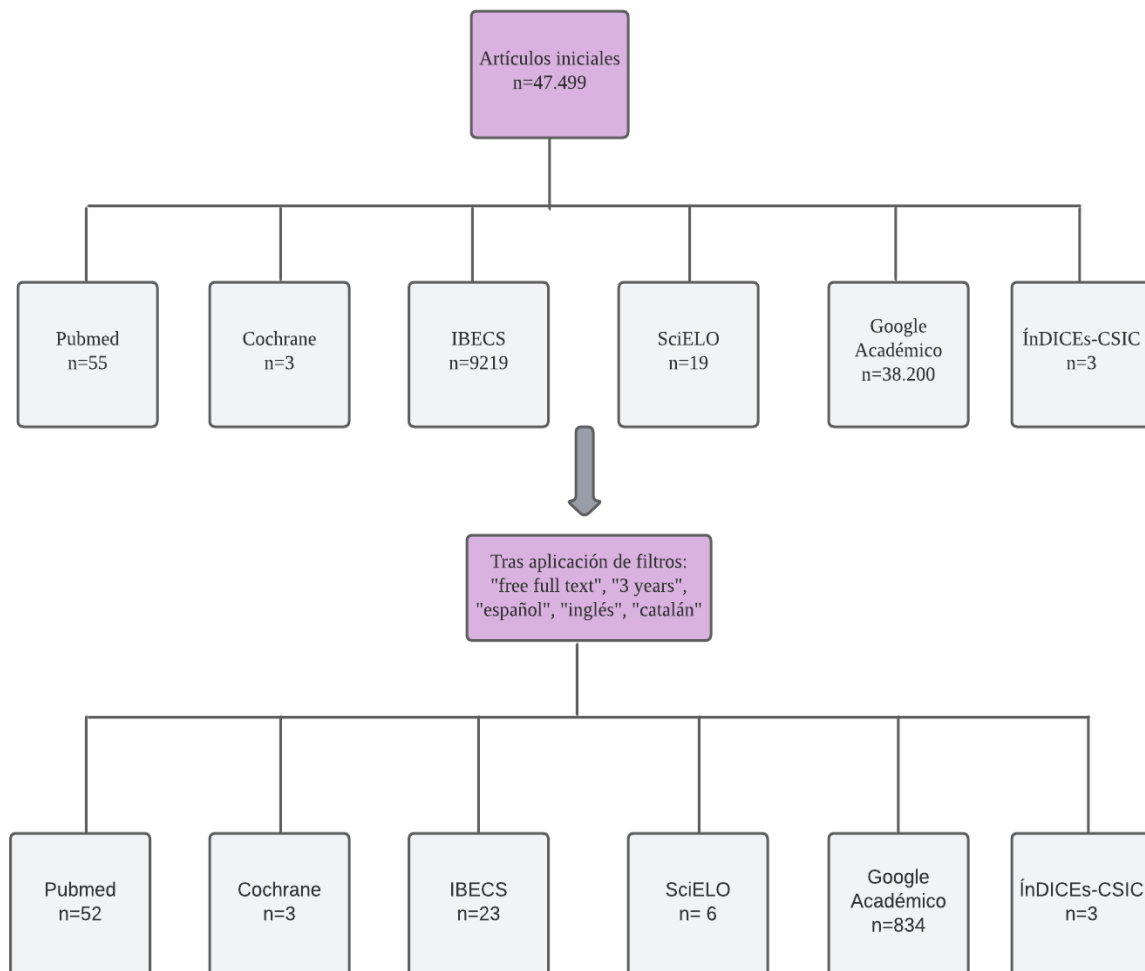 Artículos iniciales
n=47.499
Pubmed
n=55
Cochrane
n=3
IBECS
n=9219
SciELO
n=19
Google
Académico
n=38.200
ÍnDICEs-CSIC
n=3
Tras aplicación de filtros:
"free full text", "3 years",
"español", "inglés", "catalán"
Pubmed
n=52
Cochrane
n=3
IBECS
n=23
SciELO
n= 6
Google
Académico
n=834
ÍnDICEs-CSIC
n=3